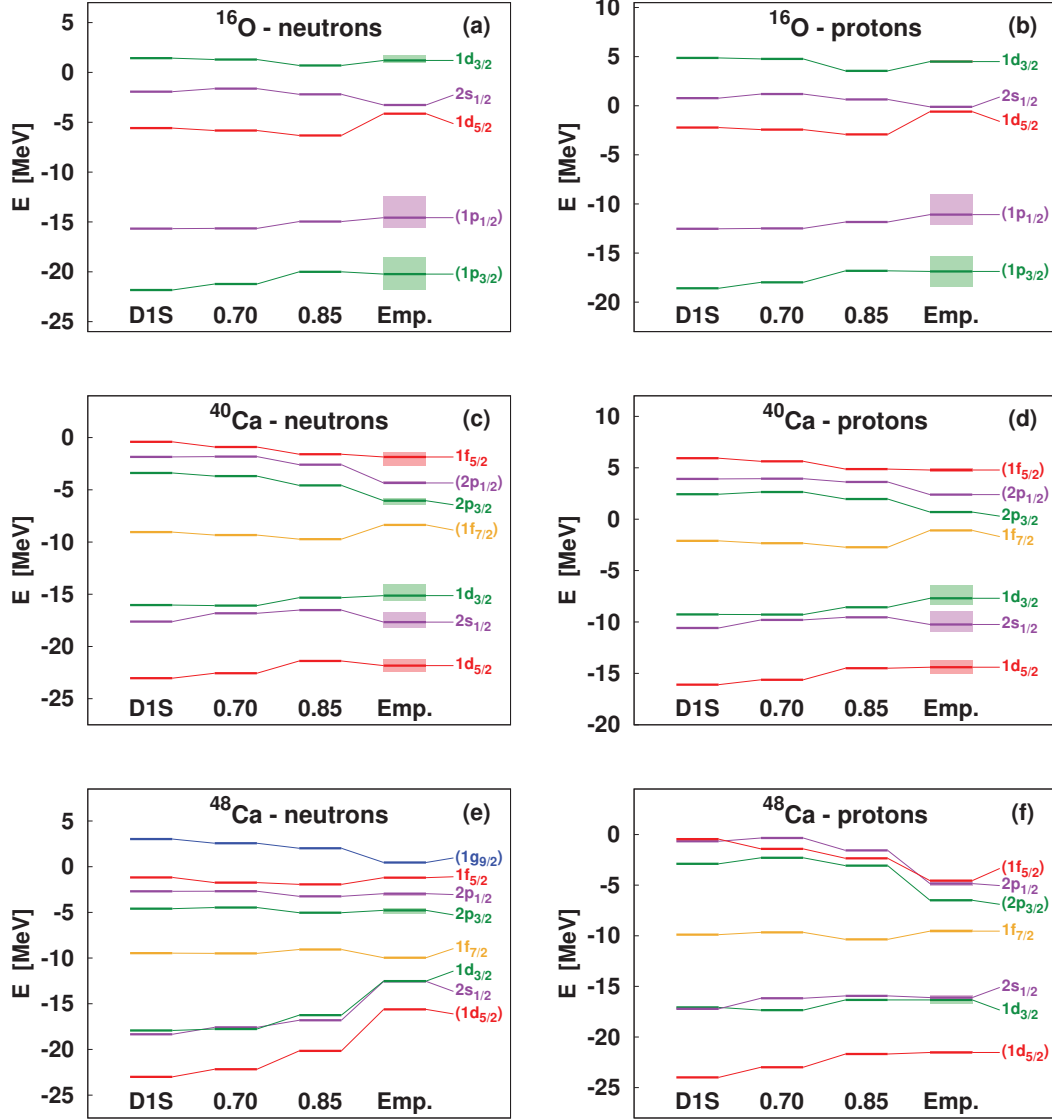 ¹⁶O - neutrons (a)
E [MeV]
5
0
-5
-10
-15
-20
-25
1d₃/₂
2s₁/₂
1d₅/₂
(1p₁/₂)
(1p₃/₂)
D1S 0.70 0.85 Emp.
¹⁶O - protons (b)
E [MeV]
10
5
0
-5
-10
-15
-20
1d₃/₂
2s₁/₂
1d₅/₂
(1p₁/₂)
(1p₃/₂)
D1S 0.70 0.85 Emp.
⁴⁰Ca - neutrons (c)
E [MeV]
0
-5
-10
-15
-20
-25
1f₅/₂
(2p₁/₂)
2p₃/₂
(1f₇/₂)
1d₃/₂
2s₁/₂
1d₅/₂
D1S 0.70 0.85 Emp.
⁴⁰Ca - protons (d)
E [MeV]
10
5
0
-5
-10
-15
-20
(1f₅/₂)
(2p₁/₂)
2p₃/₂
1f₇/₂
1d₃/₂
2s₁/₂
1d₅/₂
D1S 0.70 0.85 Emp.
⁴⁸Ca - neutrons (e)
E [MeV]
5
0
-5
-10
-15
-20
-25
(1g₉/₂)
1f₅/₂
2p₁/₂
2p₃/₂
1f₇/₂
1d₃/₂
2s₁/₂
(1d₅/₂)
D1S 0.70 0.85 Emp.
⁴⁸Ca - protons (f)
E [MeV]
0
-5
-10
-15
-20
-25
(1f₅/₂)
2p₁/₂
(2p₃/₂)
1f₇/₂
2s₁/₂
1d₃/₂
(1d₅/₂)
D1S 0.70 0.85 Emp.